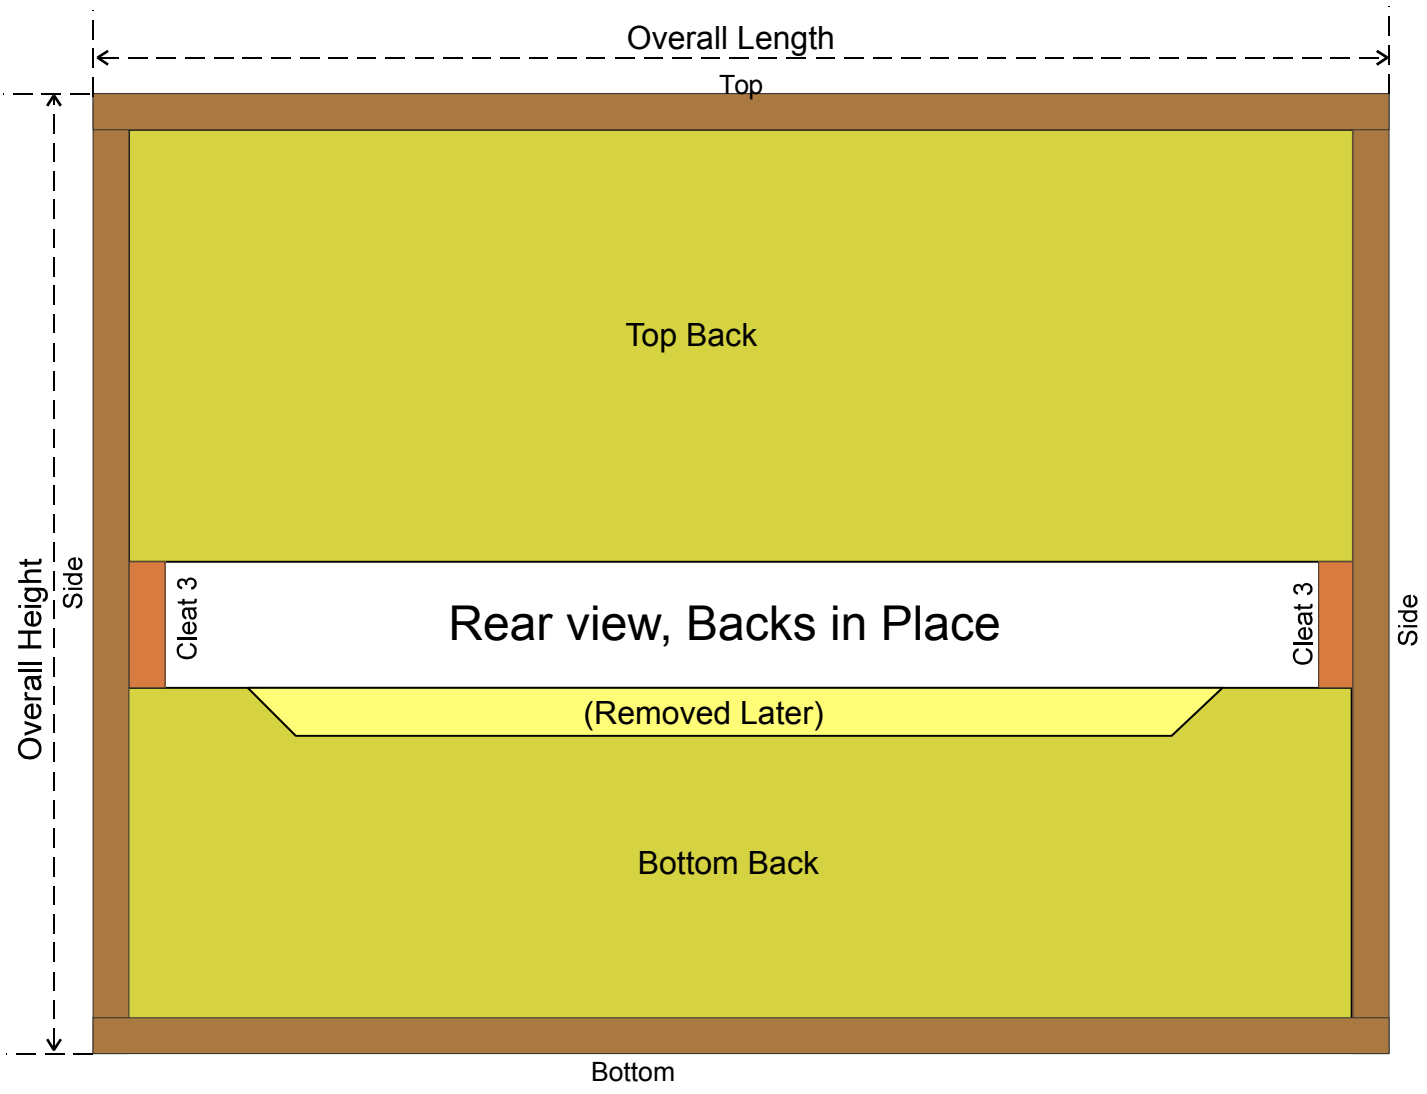 Overall Length
Top
Top Back
Overall Height
Side
Cleat 3
Rear view, Backs in Place
Cleat 3
Side
(Removed Later)
Bottom Back
Bottom